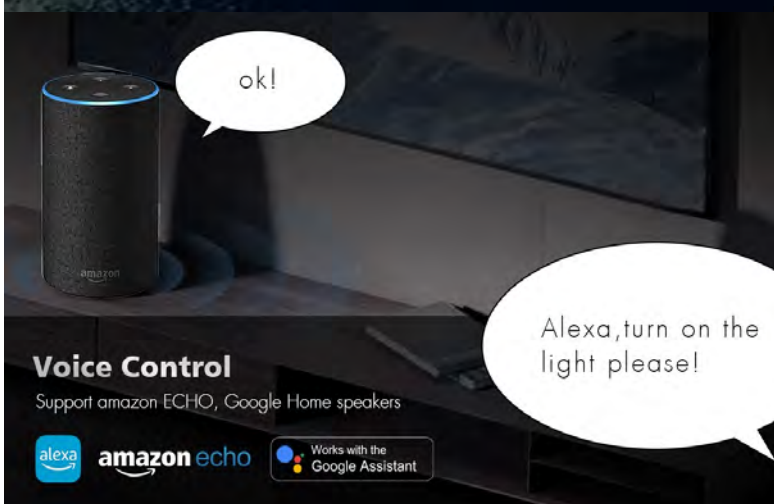 ok!
amazon
Alexa,turn on the
light please!
Voice Control
Support amazon ECHO, Google Home speakers
alexa
amazon echo
Works with the
Google Assistant